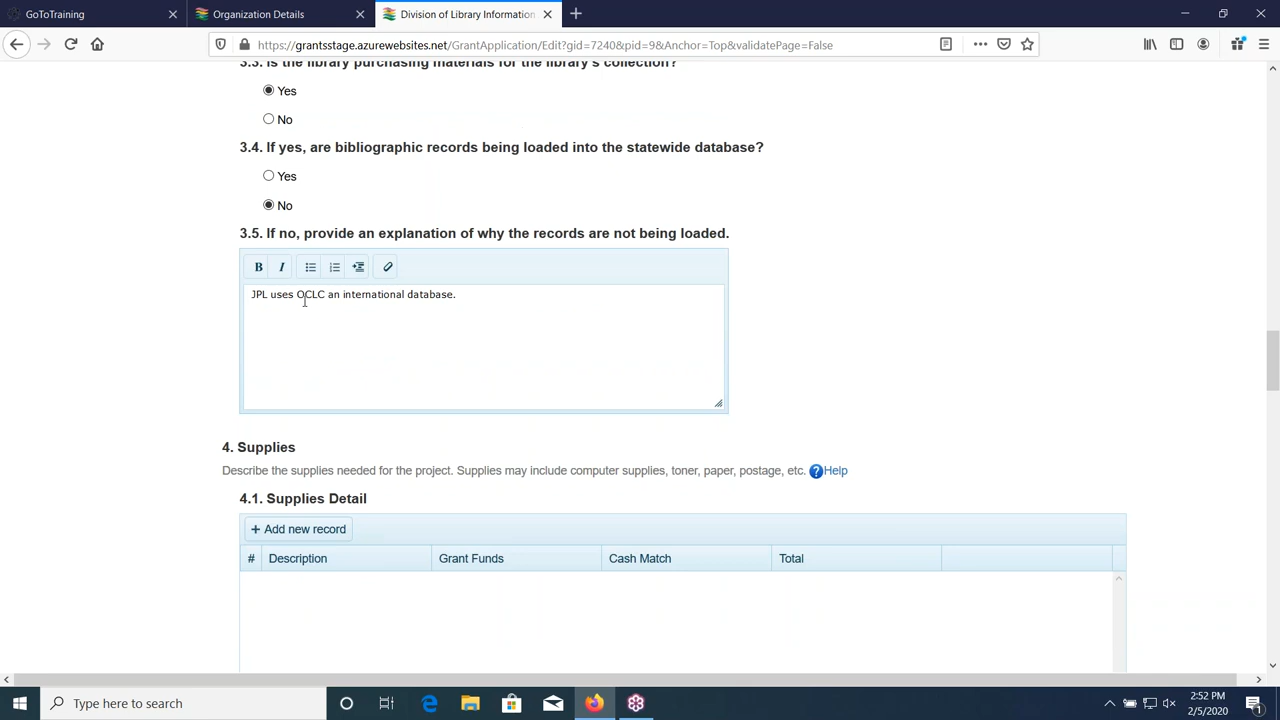 GoToTraining
Organization Details
Division of Library Information
https://grantsstage.azurewebsites.net/GrantApplication/Edit?gid=7240&pid=9&Anchor=Top&validatePage=False
3.3. Is the library purchasing materials for the library's collection?
Yes
No
3.4. If yes, are bibliographic records being loaded into the statewide database?
Yes
No
3.5. If no, provide an explanation of why the records are not being loaded.
B I
JPL uses OCLC an international database.
4. Supplies
Describe the supplies needed for the project. Supplies may include computer supplies, toner, paper, postage, etc. ?Help
4.1. Supplies Detail
+ Add new record
# Description Grant Funds Cash Match Total
Type here to search
2:52 PM
2/5/2020
1